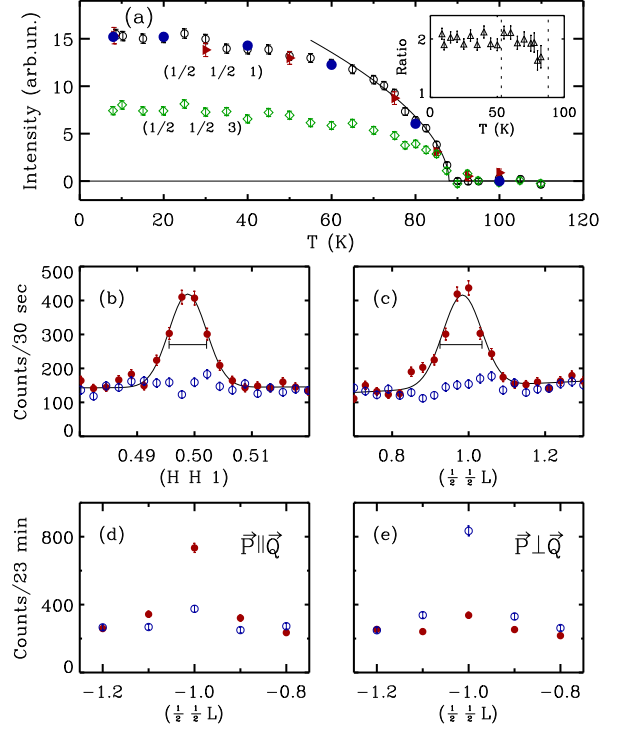 (a)
Intensity (arb.un.)
15
10
5
0
(1/2 1/2 1)
(1/2 1/2 3)
Ratio
2
1
0 50 100
T (K)
0 20 40 60 80 100 120
T (K)
(b)
Counts/30 sec
500
400
300
200
100
0
0.49 0.50 0.51
(H H 1)
(c)
0.8 1.0 1.2
(1/2 1/2 L)
(d)
P⃗∥Q⃗
Counts/23 min
800
400
0
−1.2 −1.0 −0.8
(1/2 1/2 L)
(e)
P⃗⊥Q⃗
−1.2 −1.0 −0.8
(1/2 1/2 L)